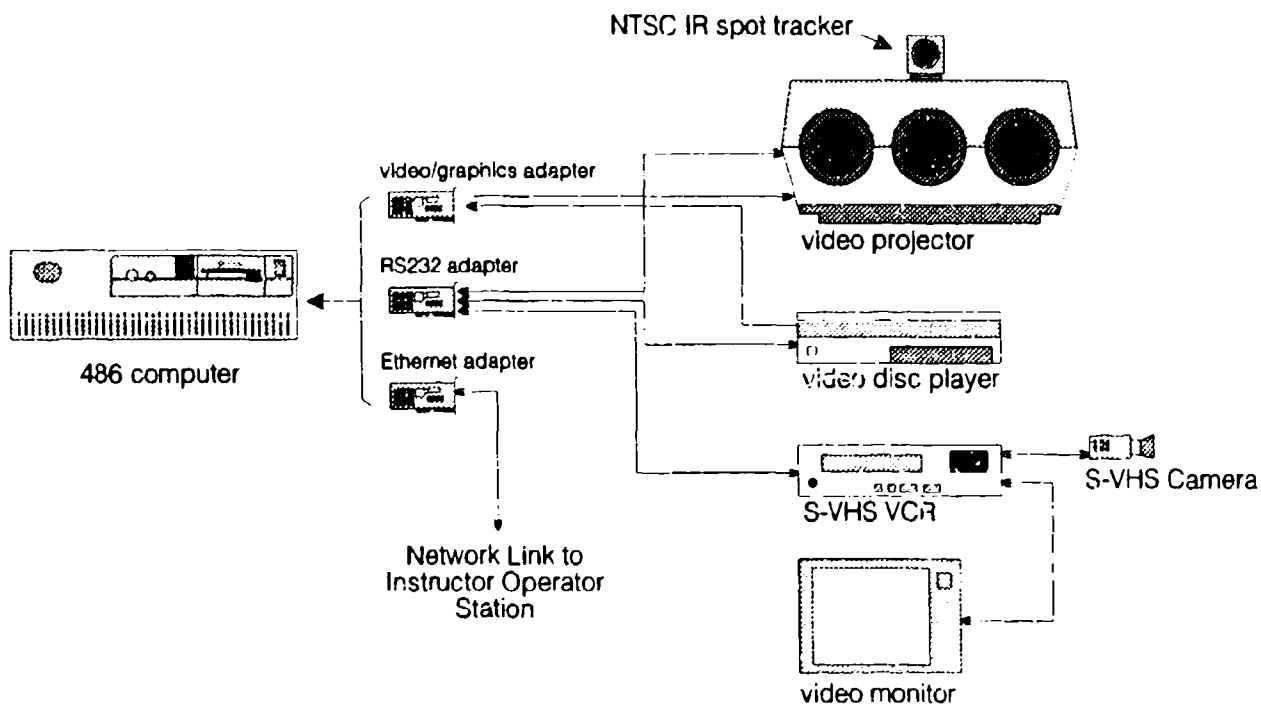 NTSC IR spot tracker
video/graphics adapter
video projector
RS232 adapter
486 computer
Ethernet adapter
video disc player
S-VHS Camera
S-VHS VCR
Network Link to
Instructor Operator
Station
video monitor